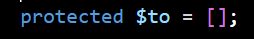 protected $to = [];